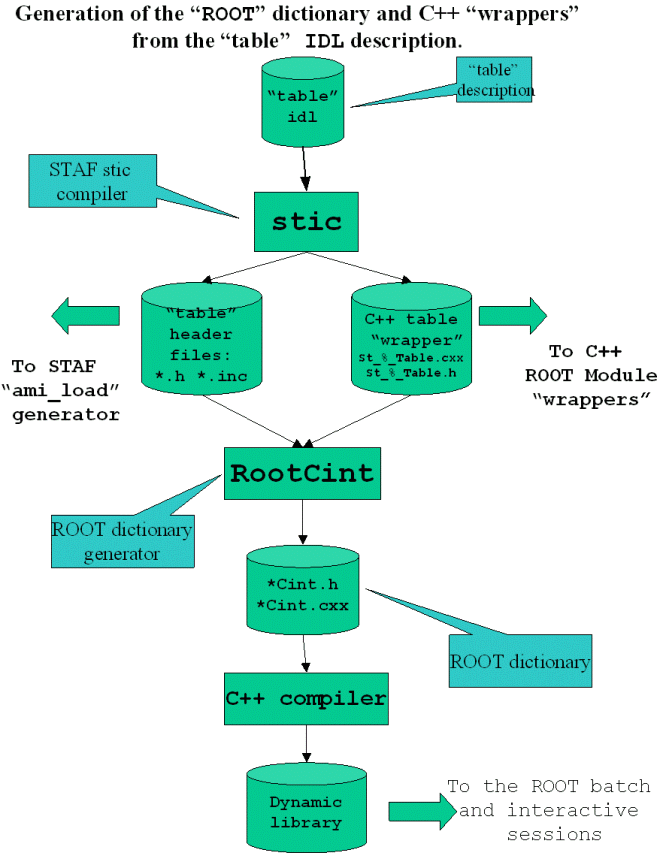 Generation of the “ROOT” dictionary and C++ “wrappers”
from the “table” IDL description.
“table”
idl
“table”
description
STAF stic
compiler
stic
“table”
header
files:
*.h *.inc
C++ table
“wrapper”
St_%_Table.cxx
St_%_Table.h
To STAF
“ami_load”
generator
To C++
ROOT Module
“wrappers”
RootCint
ROOT dictionary
generator
*Cint.h
*Cint.cxx
ROOT dictionary
C++ compiler
Dynamic
library
To the ROOT batch
and interactive
sessions